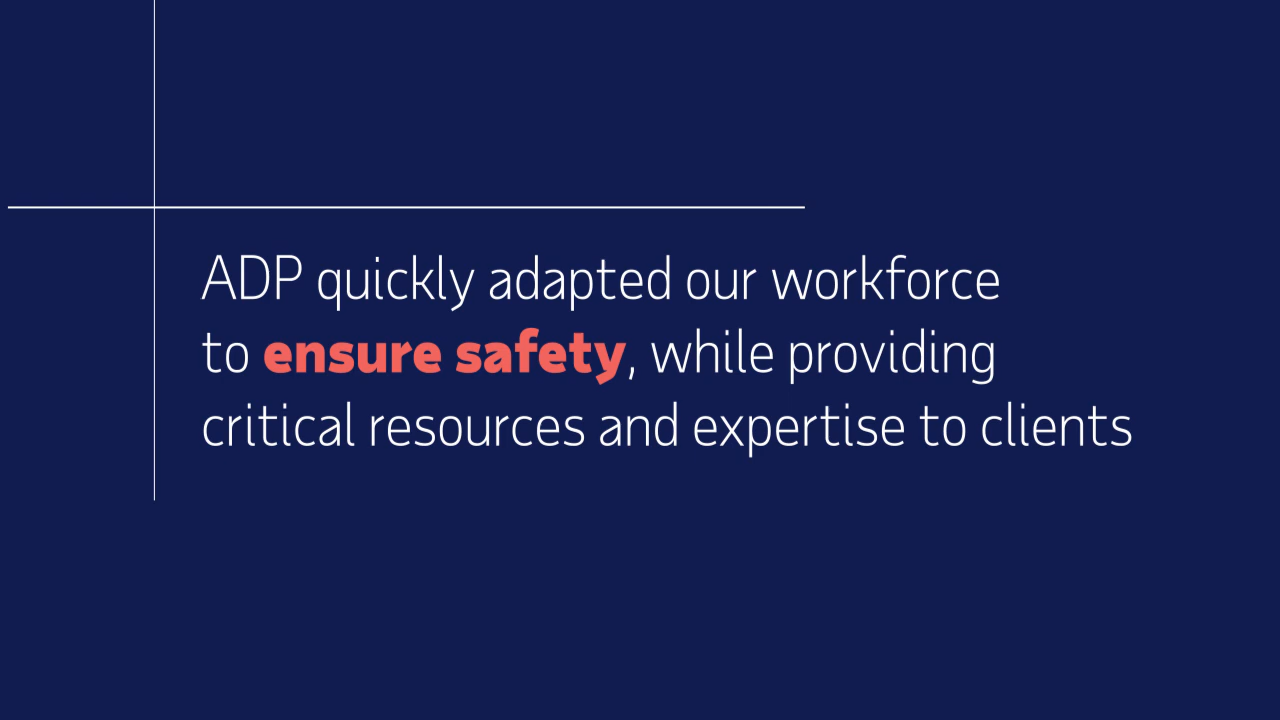 ADP quickly adapted our workforce
to ensure safety, while providing
critical resources and expertise to clients